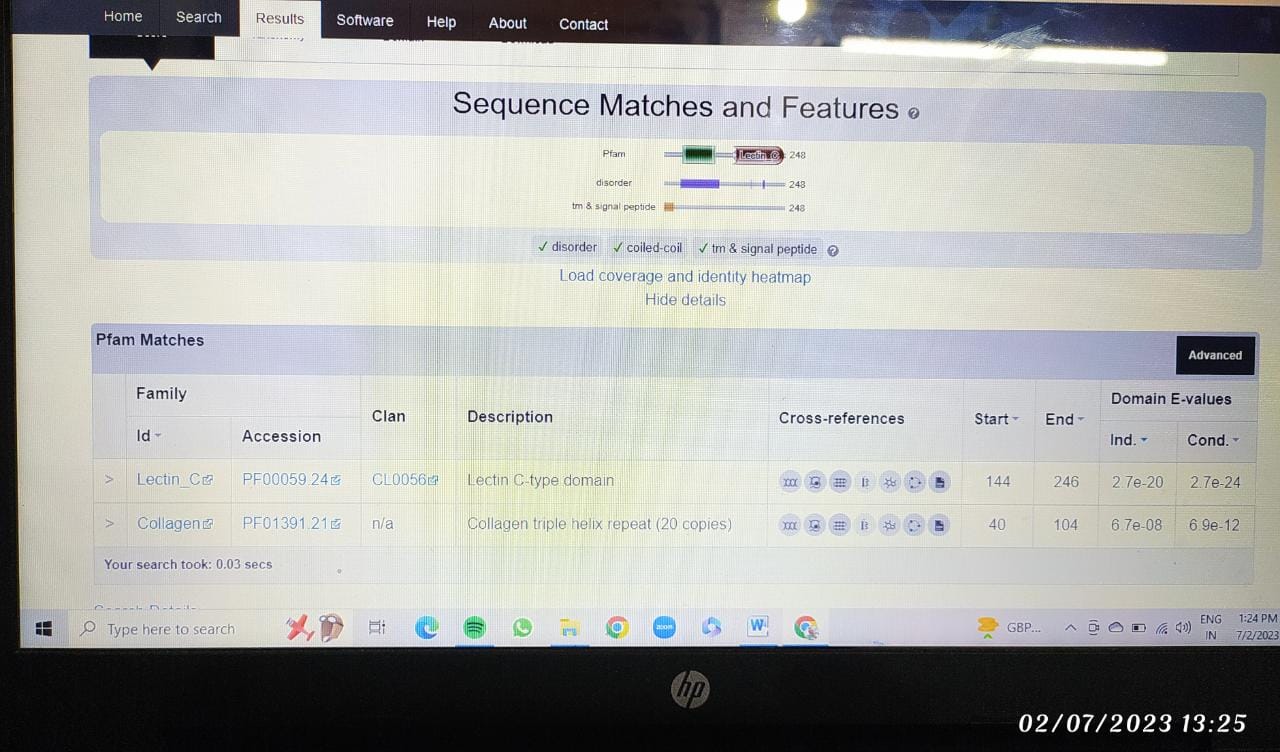 Home Search Results Software Help About Contact
Sequence Matches and Features ?
Pfam Lectin_C 248
disorder 248
tm & signal peptide 248
✓ disorder ✓ coiled-coil ✓ tm & signal peptide ?
Load coverage and identity heatmap
Hide details
Pfam Matches
Advanced
Family Clan Description Cross-references Start End Domain E-values
Id Accession Ind. Cond.
> Lectin_C PF00059.24 CL0056 Lectin C-type domain 144 246 2.7e-20 2.7e-24
> Collagen PF01391.21 n/a Collagen triple helix repeat (20 copies) 40 104 6.7e-08 6.9e-12
Your search took: 0.03 secs
Search Details
Type here to search zoom W GBP... ENG 1:24 PM
IN 7/2/2023
hp
02/07/2023 13:25